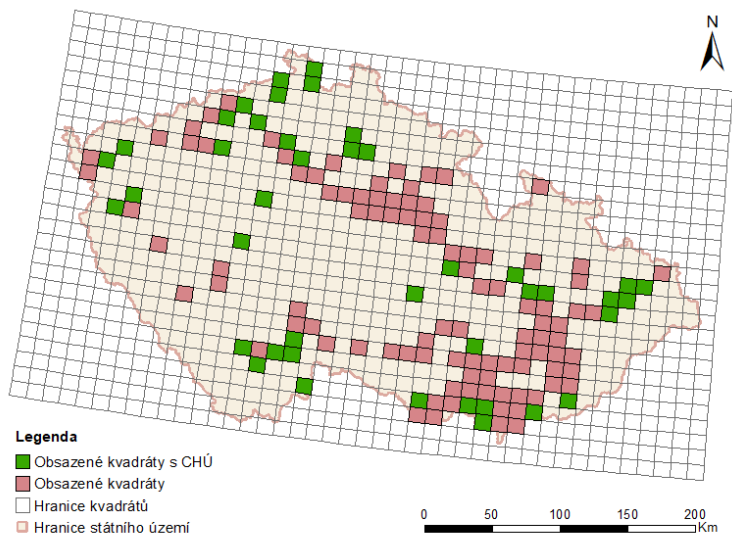 N
Legenda
Obsazené kvadráty s CHÚ
Obsazené kvadráty
Hranice kvadrátů
Hranice státního území
0 50 100 150 200
Km